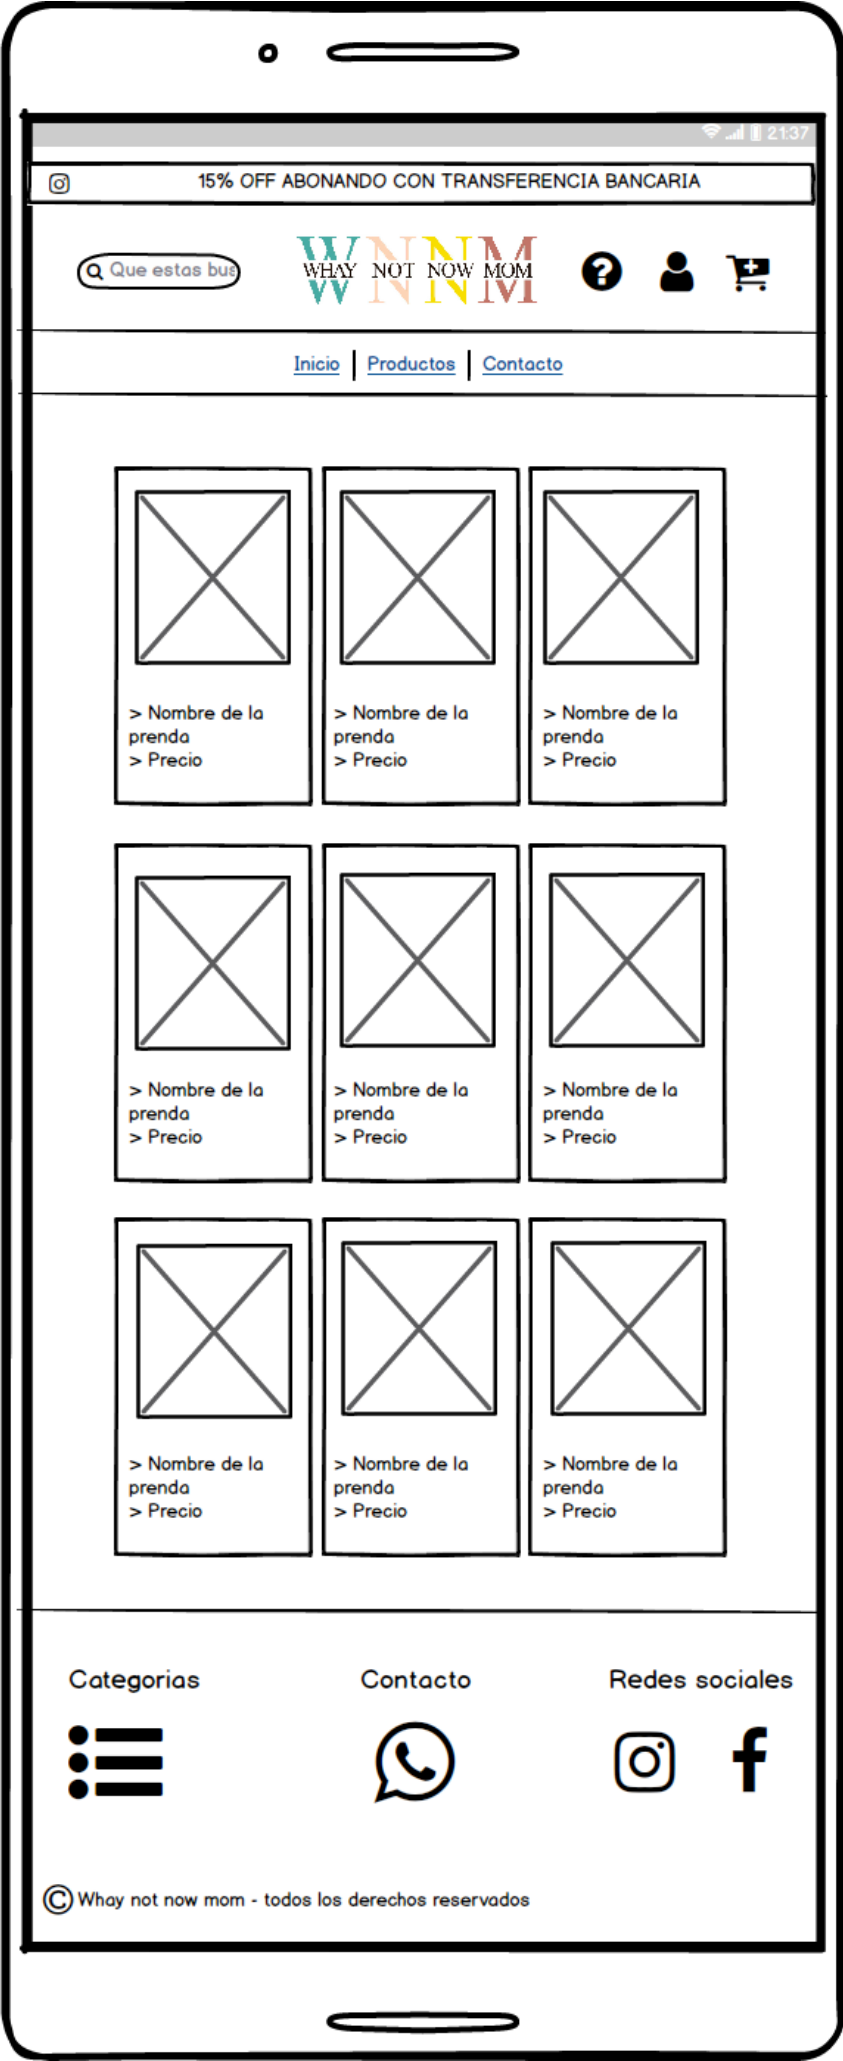 21:37
15% OFF ABONANDO CON TRANSFERENCIA BANCARIA
Que estas bus
WNNM
WHAY NOT NOW MOM
Inicio | Productos | Contacto
> Nombre de la
prenda
> Precio
> Nombre de la
prenda
> Precio
> Nombre de la
prenda
> Precio
> Nombre de la
prenda
> Precio
> Nombre de la
prenda
> Precio
> Nombre de la
prenda
> Precio
> Nombre de la
prenda
> Precio
> Nombre de la
prenda
> Precio
> Nombre de la
prenda
> Precio
Categorias
Contacto
Redes sociales
© Whay not now mom - todos los derechos reservados